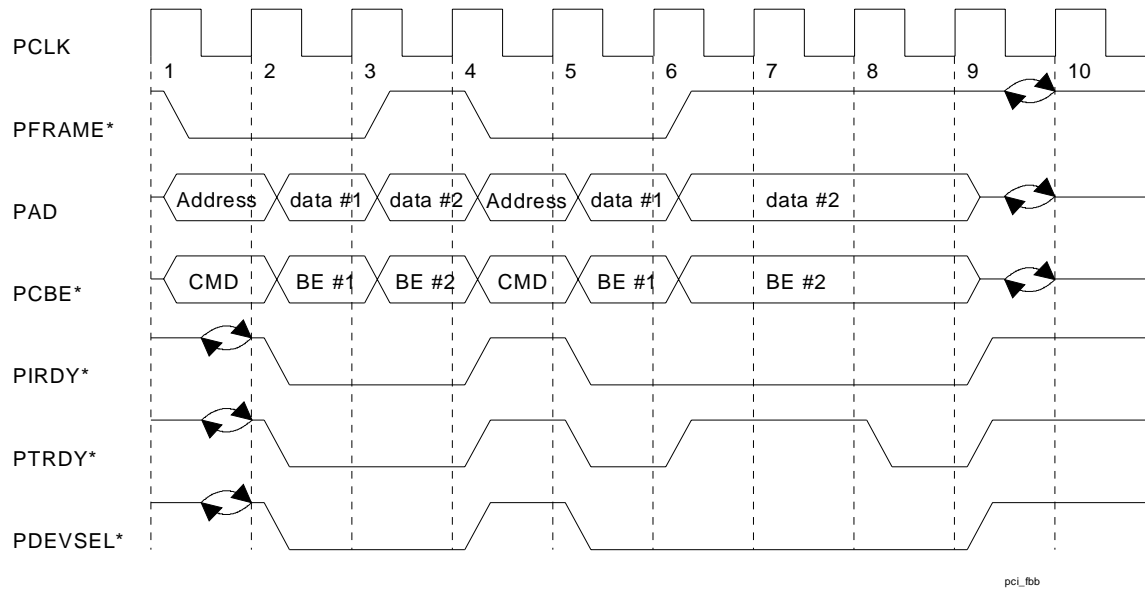 PCLK
1 2 3 4 5 6 7 8 9 10
PFRAME*
PAD Address data #1 data #2 Address data #1 data #2
PCBE* CMD BE #1 BE #2 CMD BE #1 BE #2
PIRDY*
PTRDY*
PDEVSEL*
pci_fbb